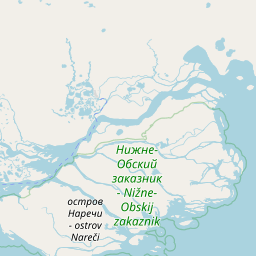 Нижне-
Обский
заказник
- Nižne-
Obskij
zakaznik
остров
Наречи
- ostrov
Nareči